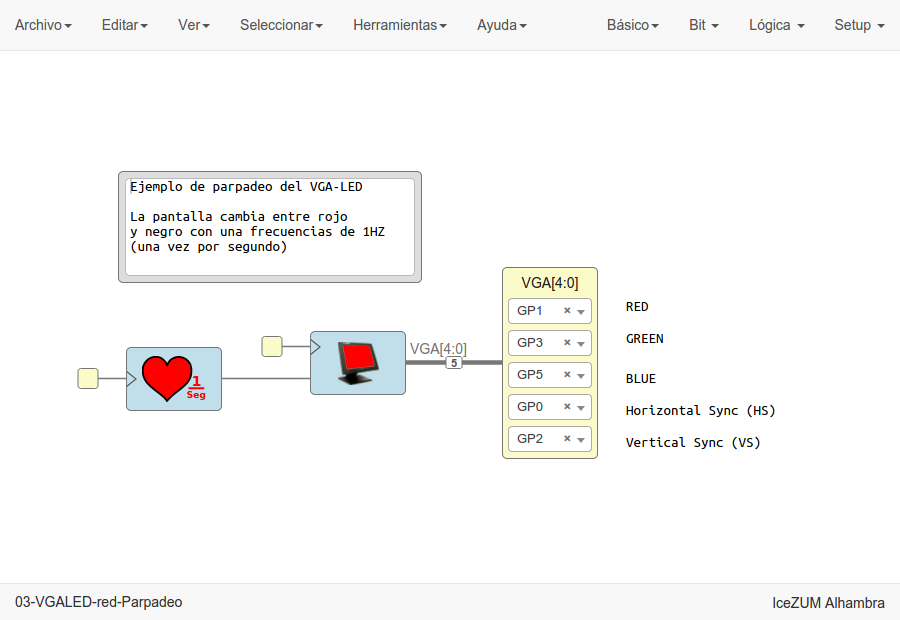 Archivo Editar Ver Seleccionar Herramientas Ayuda Básico Bit Lógica Setup
Ejemplo de parpadeo del VGA-LED
La pantalla cambia entre rojo
y negro con una frecuencias de 1HZ
(una vez por segundo)
VGA[4:0]
GP1 × RED
GP3 × GREEN
VGA[4:0]
5
GP5 × BLUE
1
Seg
GP0 × Horizontal Sync (HS)
GP2 × Vertical Sync (VS)
03-VGALED-red-Parpadeo IceZUM Alhambra